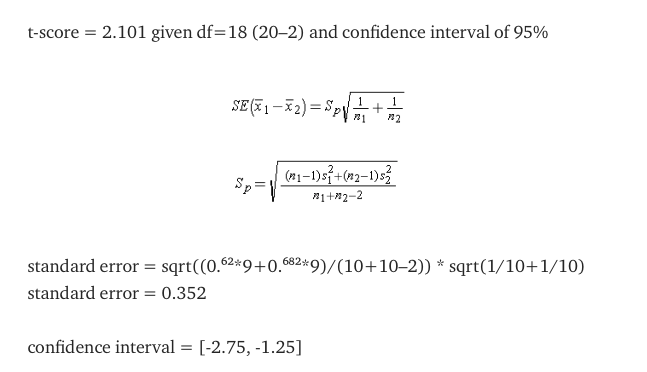 t-score = 2.101 given df=18 (20–2) and confidence interval of 95%
SE(x̅₁−x̅₂)=Sₚ√(1/n₁+1/n₂)
Sₚ=√(((n₁−1)s₁²+(n₂−1)s₂²)/(n₁+n₂−2))
standard error = sqrt((0.⁶²*9+0.⁶⁸²*9)/(10+10–2)) * sqrt(1/10+1/10)
standard error = 0.352
confidence interval = [-2.75, -1.25]